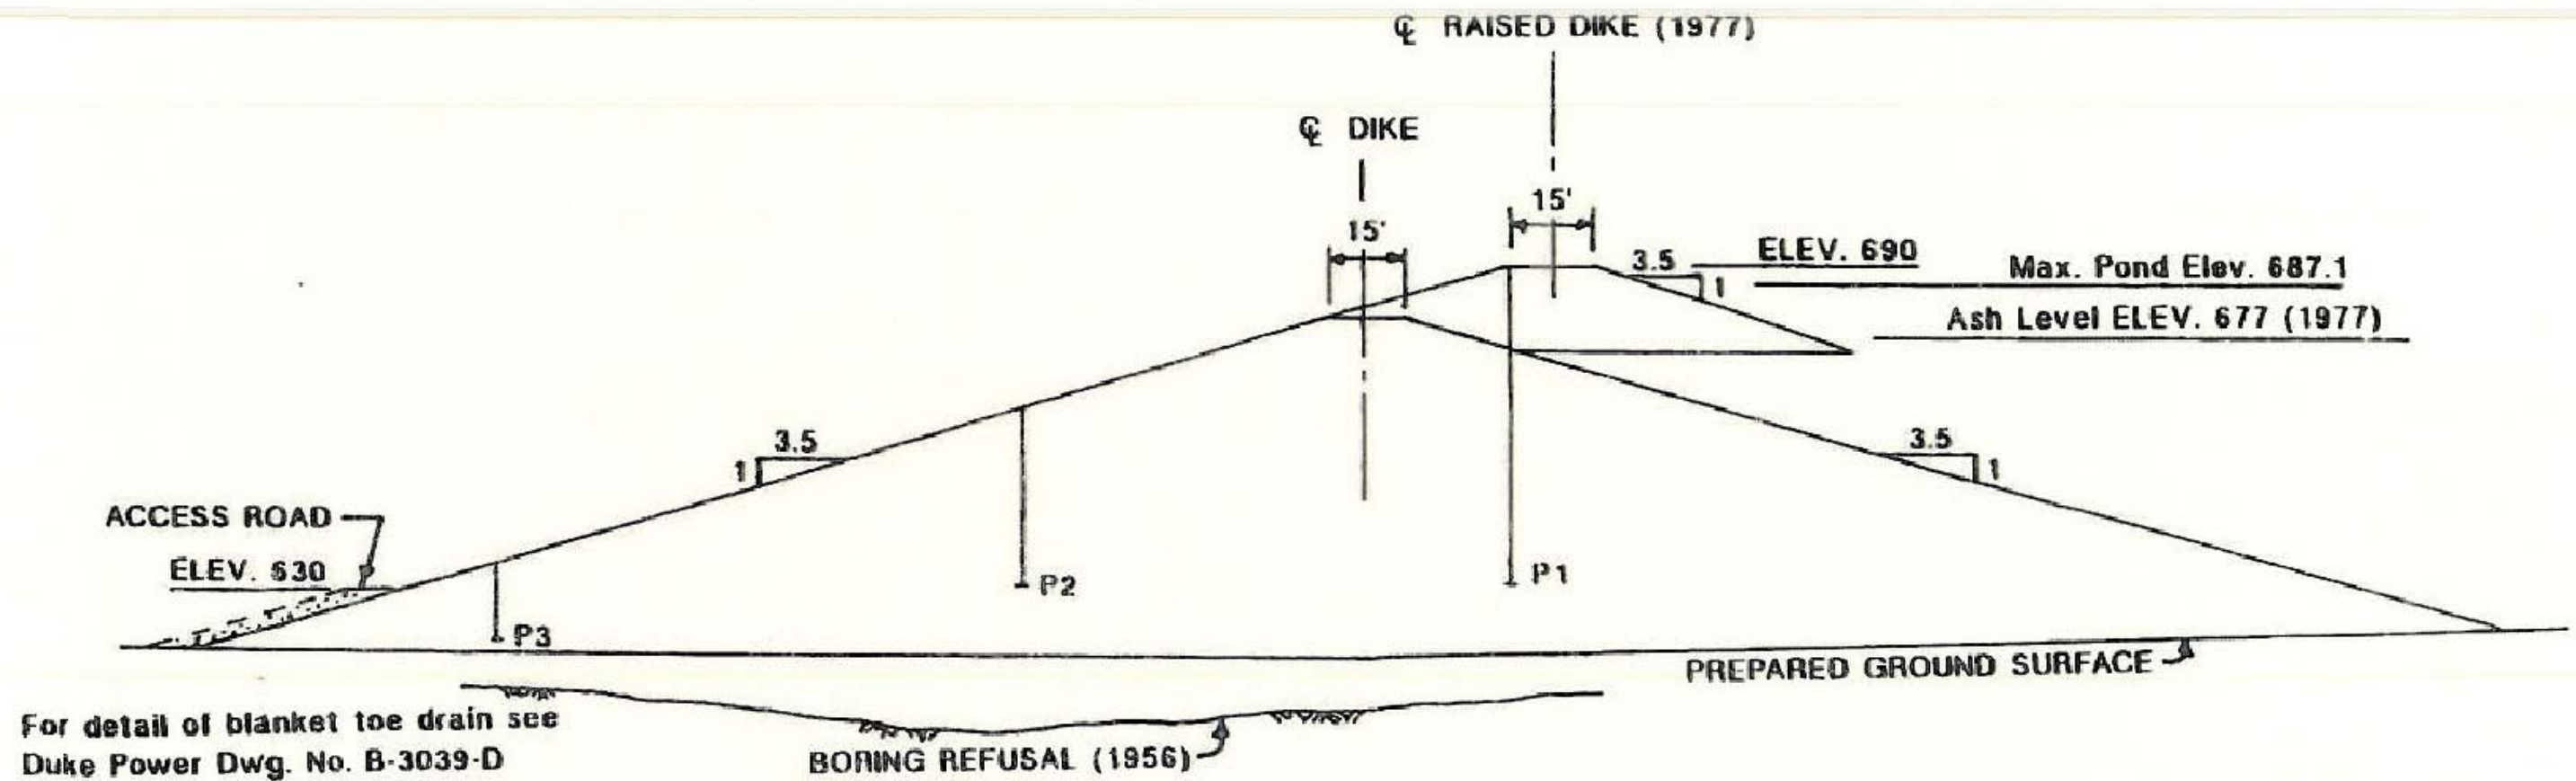 ℄ RAISED DIKE (1977)
℄ DIKE
15'
15'
3.5
1
ELEV. 690
Max. Pond Elev. 687.1
Ash Level ELEV. 677 (1977)
3.5
1
3.5
1
ACCESS ROAD
ELEV. 630
P2
P1
P3
PREPARED GROUND SURFACE
For detail of blanket toe drain see
Duke Power Dwg. No. B-3039-D
BORING REFUSAL (1956)